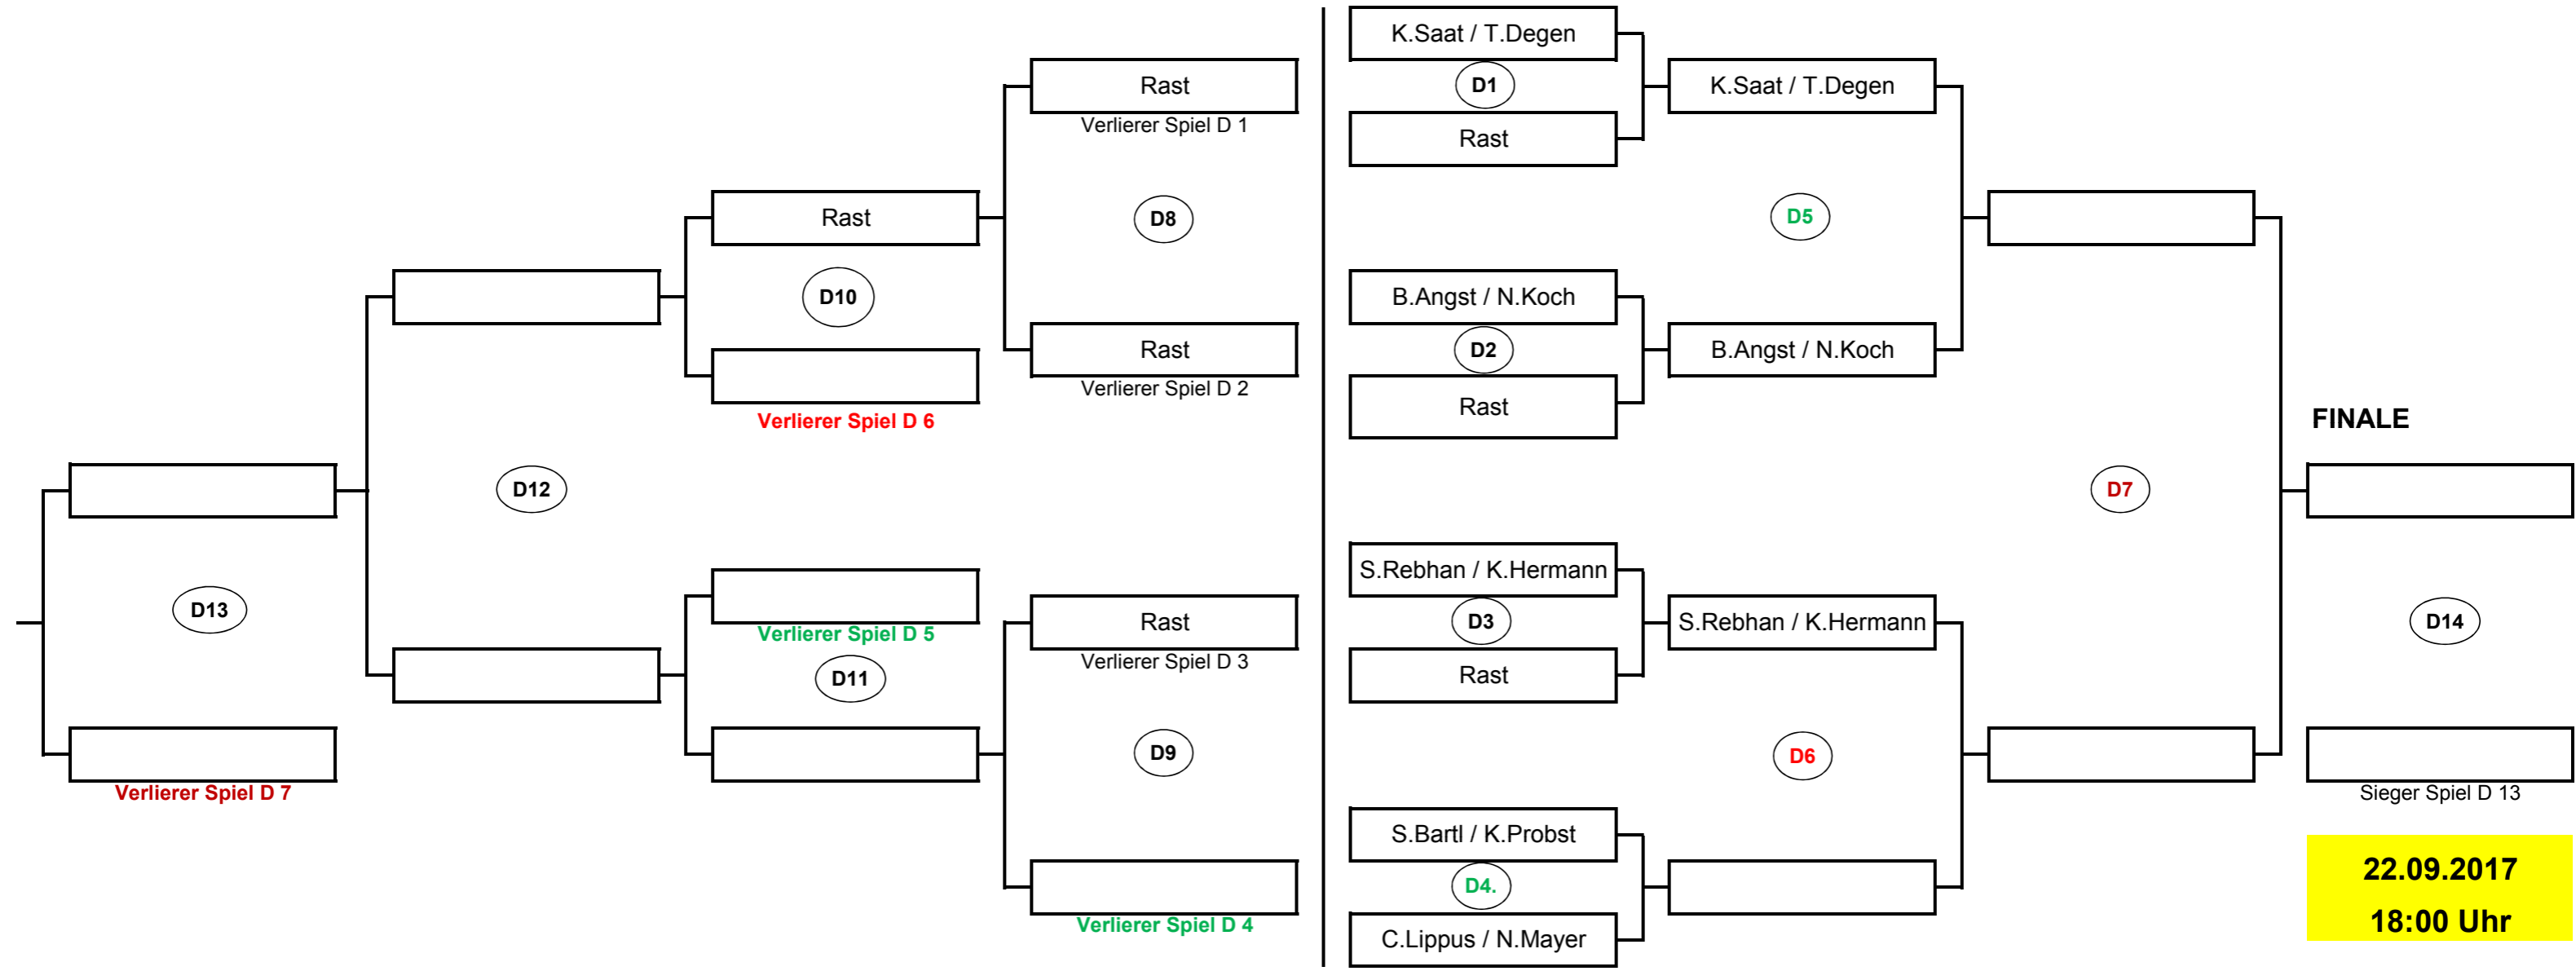 K.Saat / T.Degen
Rast
D1
K.Saat / T.Degen
Verlierer Spiel D 1
Rast
Rast
D8
D5
D10
B.Angst / N.Koch
Rast
D2
B.Angst / N.Koch
Verlierer Spiel D 2
Rast
Verlierer Spiel D 6
FINALE
D12
D7
S.Rebhan / K.Hermann
Verlierer Spiel D 5
Rast
D3
S.Rebhan / K.Hermann
D13
D14
Verlierer Spiel D 3
D11
Rast
D9
D6
Verlierer Spiel D 7
Sieger Spiel D 13
S.Bartl / K.Probst
D4.
Verlierer Spiel D 4
C.Lippus / N.Mayer
22.09.2017
18:00 Uhr